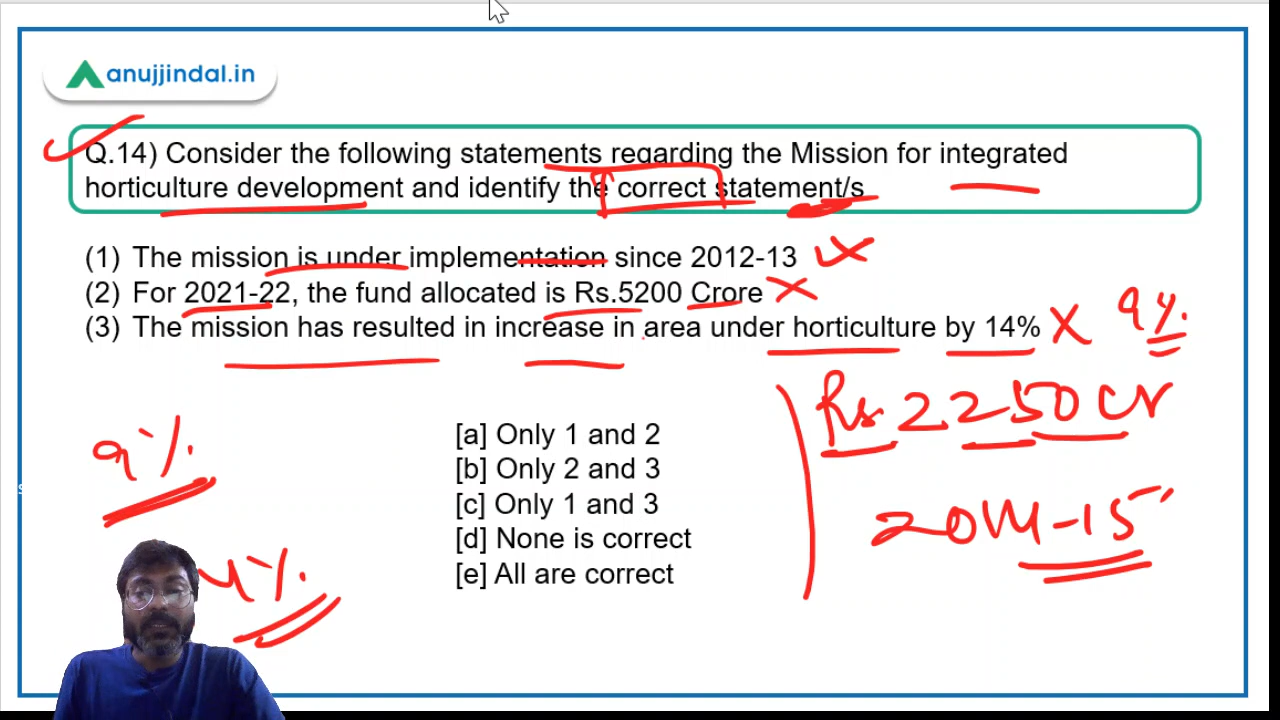 anujjindal.in
Q.14) Consider the following statements regarding the Mission for integrated
horticulture development and identify the correct statement/s
(1) The mission is under implementation since 2012-13
(2) For 2021-22, the fund allocated is Rs.5200 Crore
(3) The mission has resulted in increase in area under horticulture by 14%
9%
Rs. 2250 Cr
2014-15
[a] Only 1 and 2
[b] Only 2 and 3
[c] Only 1 and 3
[d] None is correct
[e] All are correct
9%